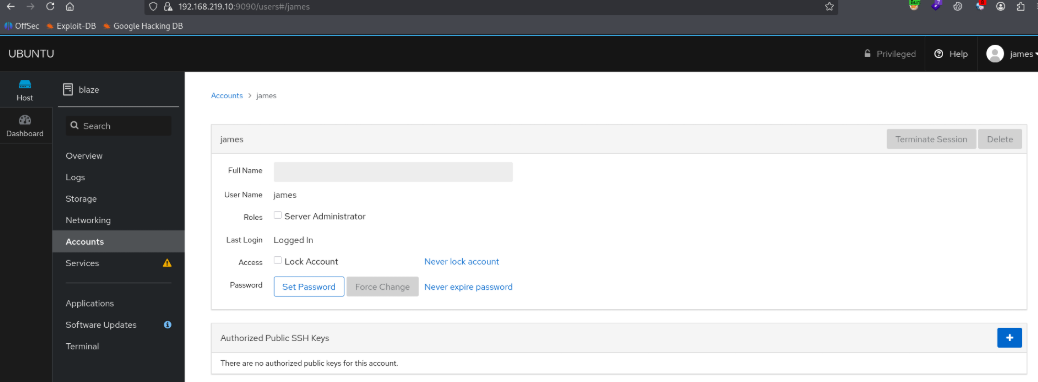 192.168.219.10:9090/users#/james
OffSec Exploit-DB Google Hacking DB
UBUNTU Privileged Help james
Host blaze
Dashboard
Search
Overview
Logs
Storage
Networking
Accounts
Services
Applications
Software Updates
Terminal
Accounts > james
james Terminate Session Delete
Full Name
User Name james
Roles Server Administrator
Last Login Logged In
Access Lock Account Never lock account
Password Set Password Force Change Never expire password
Authorized Public SSH Keys +
There are no authorized public keys for this account.